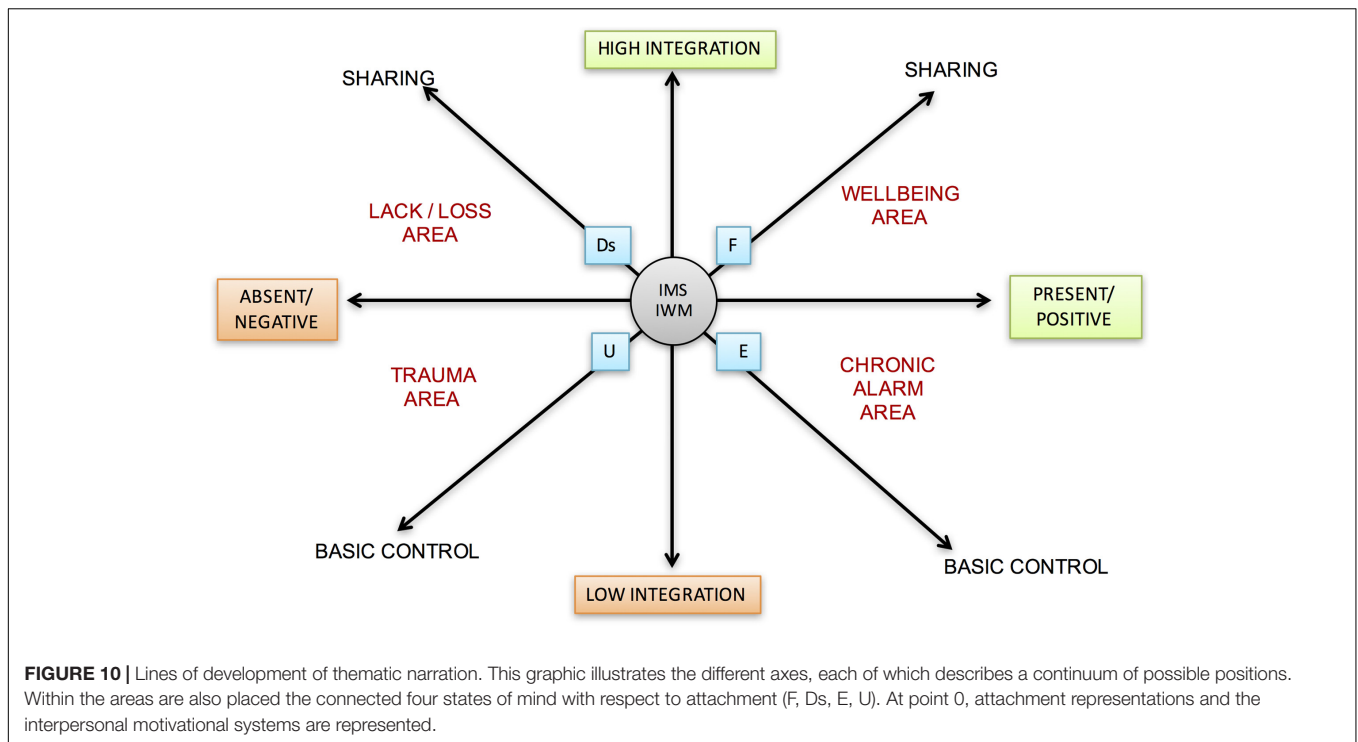 HIGH INTEGRATION
SHARING
SHARING
WELLBEING
AREA
LACK / LOSS
AREA
Ds
F
ABSENT/
NEGATIVE
IMS
IWM
PRESENT/
POSITIVE
U
E
TRAUMA
AREA
CHRONIC
ALARM
AREA
BASIC CONTROL
BASIC CONTROL
LOW INTEGRATION
FIGURE 10 | Lines of development of thematic narration. This graphic illustrates the different axes, each of which describes a continuum of possible positions.
Within the areas are also placed the connected four states of mind with respect to attachment (F, Ds, E, U). At point 0, attachment representations and the
interpersonal motivational systems are represented.